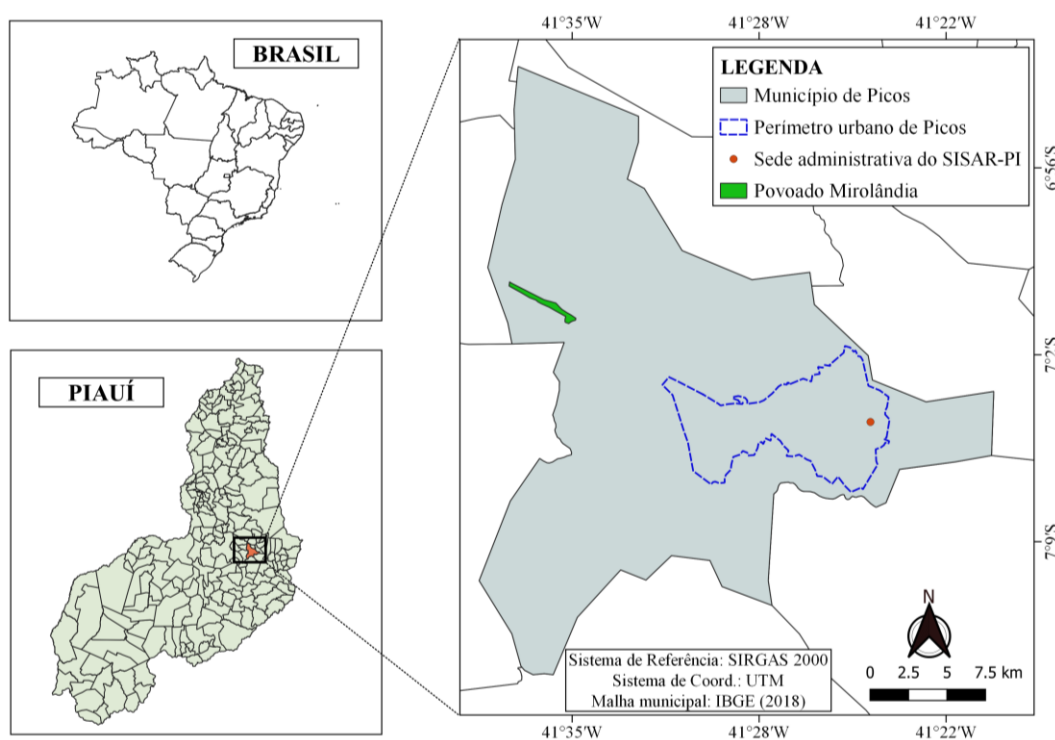 BRASIL
PIAUÍ
41°35'W 41°28'W 41°22'W
LEGENDA
Município de Picos
Perímetro urbano de Picos
Sede administrativa do SISAR-PI
Povoado Mirolândia
6°56'S
7°2'S
7°9'S
N
0 2.5 5 7.5 km
Sistema de Referência: SIRGAS 2000
Sistema de Coord.: UTM
Malha municipal: IBGE (2018)
41°35'W 41°28'W 41°22'W